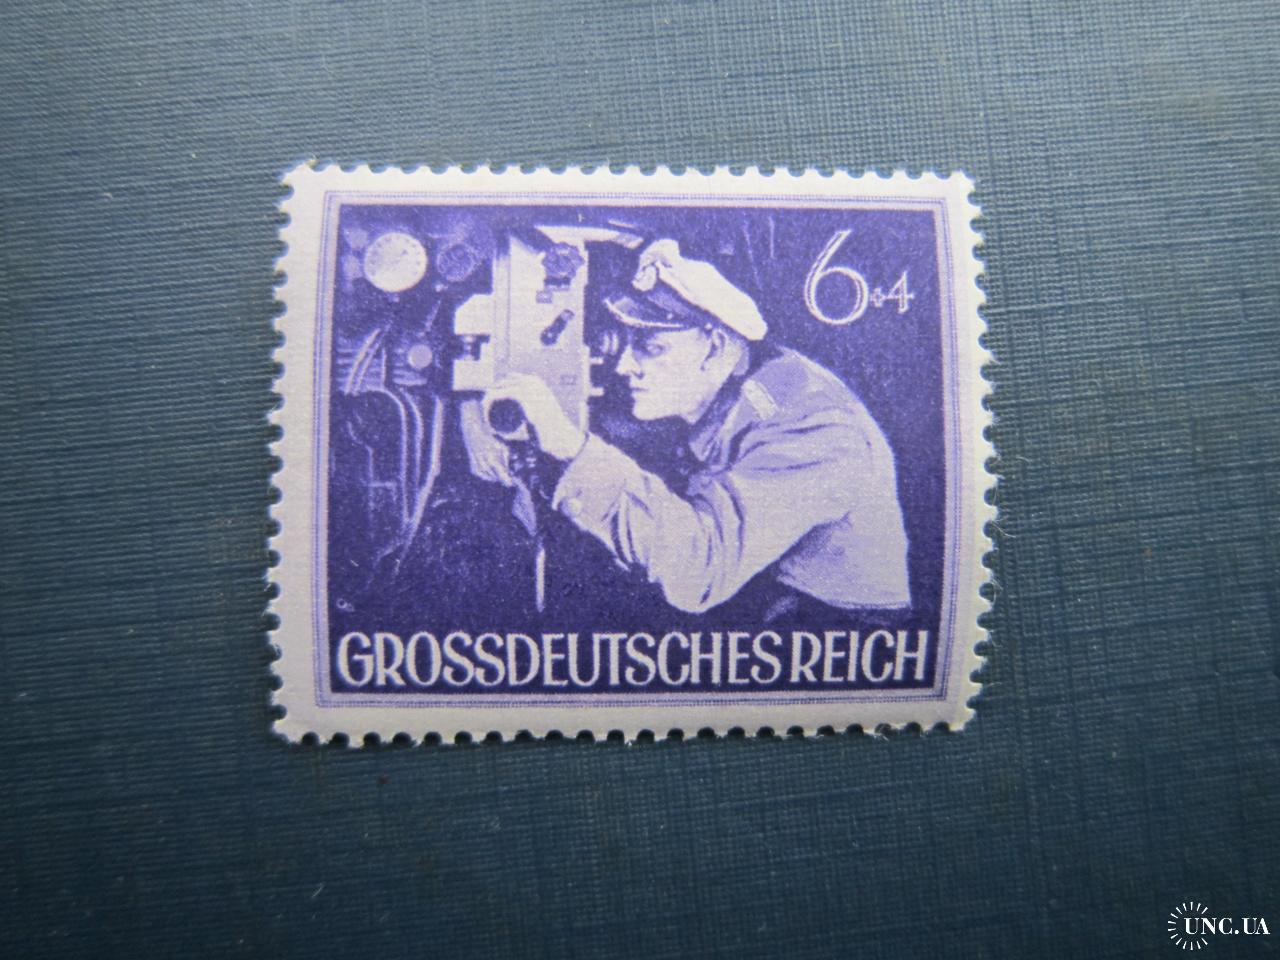 6+4
GROSSDEUTSCHES REICH
UNC.UA